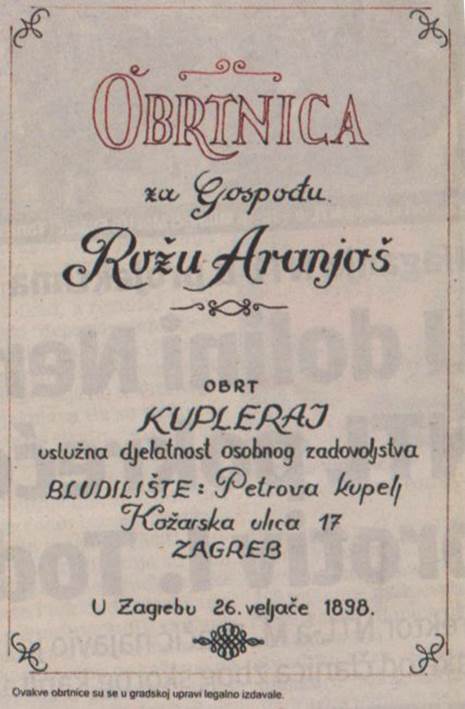 OBRTNICA
za Gospođu
Rožu Aranjoš
OBRT
KUPLERAJ
uslužna djelatnost osobnog zadovoljstva
BLUDILIŠTE: Petrova kupelj
Kožarska ulica 17
ZAGREB
U Zagrebu 26. veljače 1898.
Ovakve obrtnice su se u gradskoj upravi legalno izdavale.